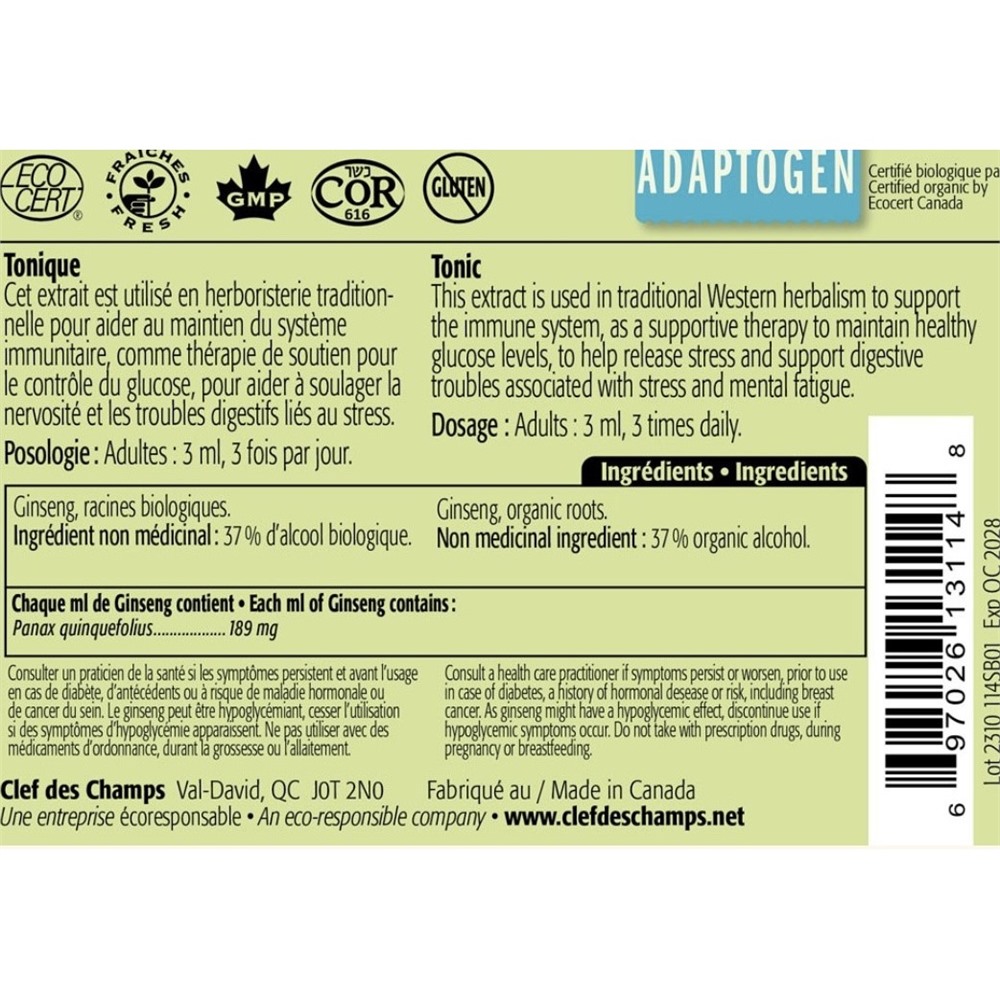 ECO
CERT
®
FRAÎCHES
FRESH
GMP
כשר
COR
616
GLUTEN
ADAPTOGEN
Certifié biologique pa
Certified organic by
Ecocert Canada
Tonique
Cet extrait est utilisé en herboristerie tradition-
nelle pour aider au maintien du système
immunitaire, comme thérapie de soutien pour
le contrôle du glucose, pour aider à soulager la
nervosité et les troubles digestifs liés au stress.
Posologie : Adultes : 3 ml, 3 fois par jour.
Tonic
This extract is used in traditional Western herbalism to support
the immune system, as a supportive therapy to maintain healthy
glucose levels, to help release stress and support digestive
troubles associated with stress and mental fatigue.
Dosage : Adults : 3 ml, 3 times daily.
Ingrédients • Ingredients
Ginseng, racines biologiques.
Ingrédient non médicinal : 37 % d'alcool biologique.
Ginseng, organic roots.
Non medicinal ingredient : 37 % organic alcohol.
Chaque ml de Ginseng contient • Each ml of Ginseng contains :
Panax quinquefolius.................. 189 mg
Consulter un praticien de la santé si les symptômes persistent et avant l'usage
en cas de diabète, d'antécédents ou à risque de maladie hormonale ou
de cancer du sein. Le ginseng peut être hypoglycémiant, cesser l'utilisation
si des symptômes d'hypoglycémie apparaissent. Ne pas utiliser avec des
médicaments d'ordonnance, durant la grossesse ou l'allaitement.
Consult a health care practitioner if symptoms persist or worsen, prior to use
in case of diabetes, a history of hormonal desease or risk, including breast
cancer. As ginseng might have a hypoglycemic effect, discontinue use if
hypoglycemic symptoms occur. Do not take with prescription drugs, during
pregnancy or breastfeeding.
Clef des Champs Val-David, QC J0T 2N0 Fabriqué au / Made in Canada
Une entreprise écoresponsable • An eco-responsible company • www.clefdeschamps.net
6 97026 13114 8
Lot 2310 114SB01 Exp OC 2028